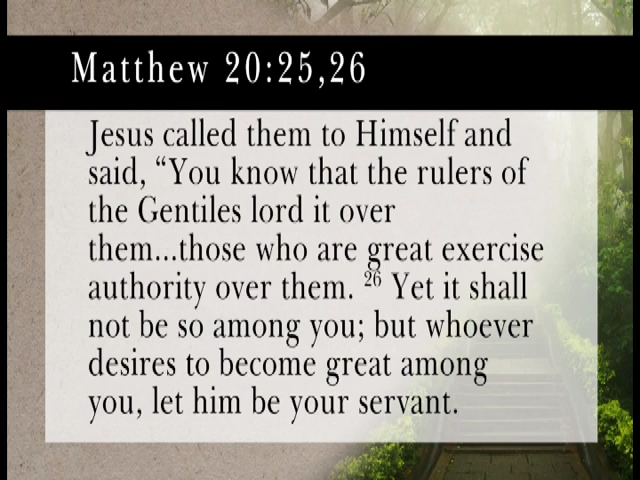 Matthew 20:25,26
Jesus called them to Himself and
said, “You know that the rulers of
the Gentiles lord it over
them...those who are great exercise
authority over them. 26 Yet it shall
not be so among you; but whoever
desires to become great among
you, let him be your servant.